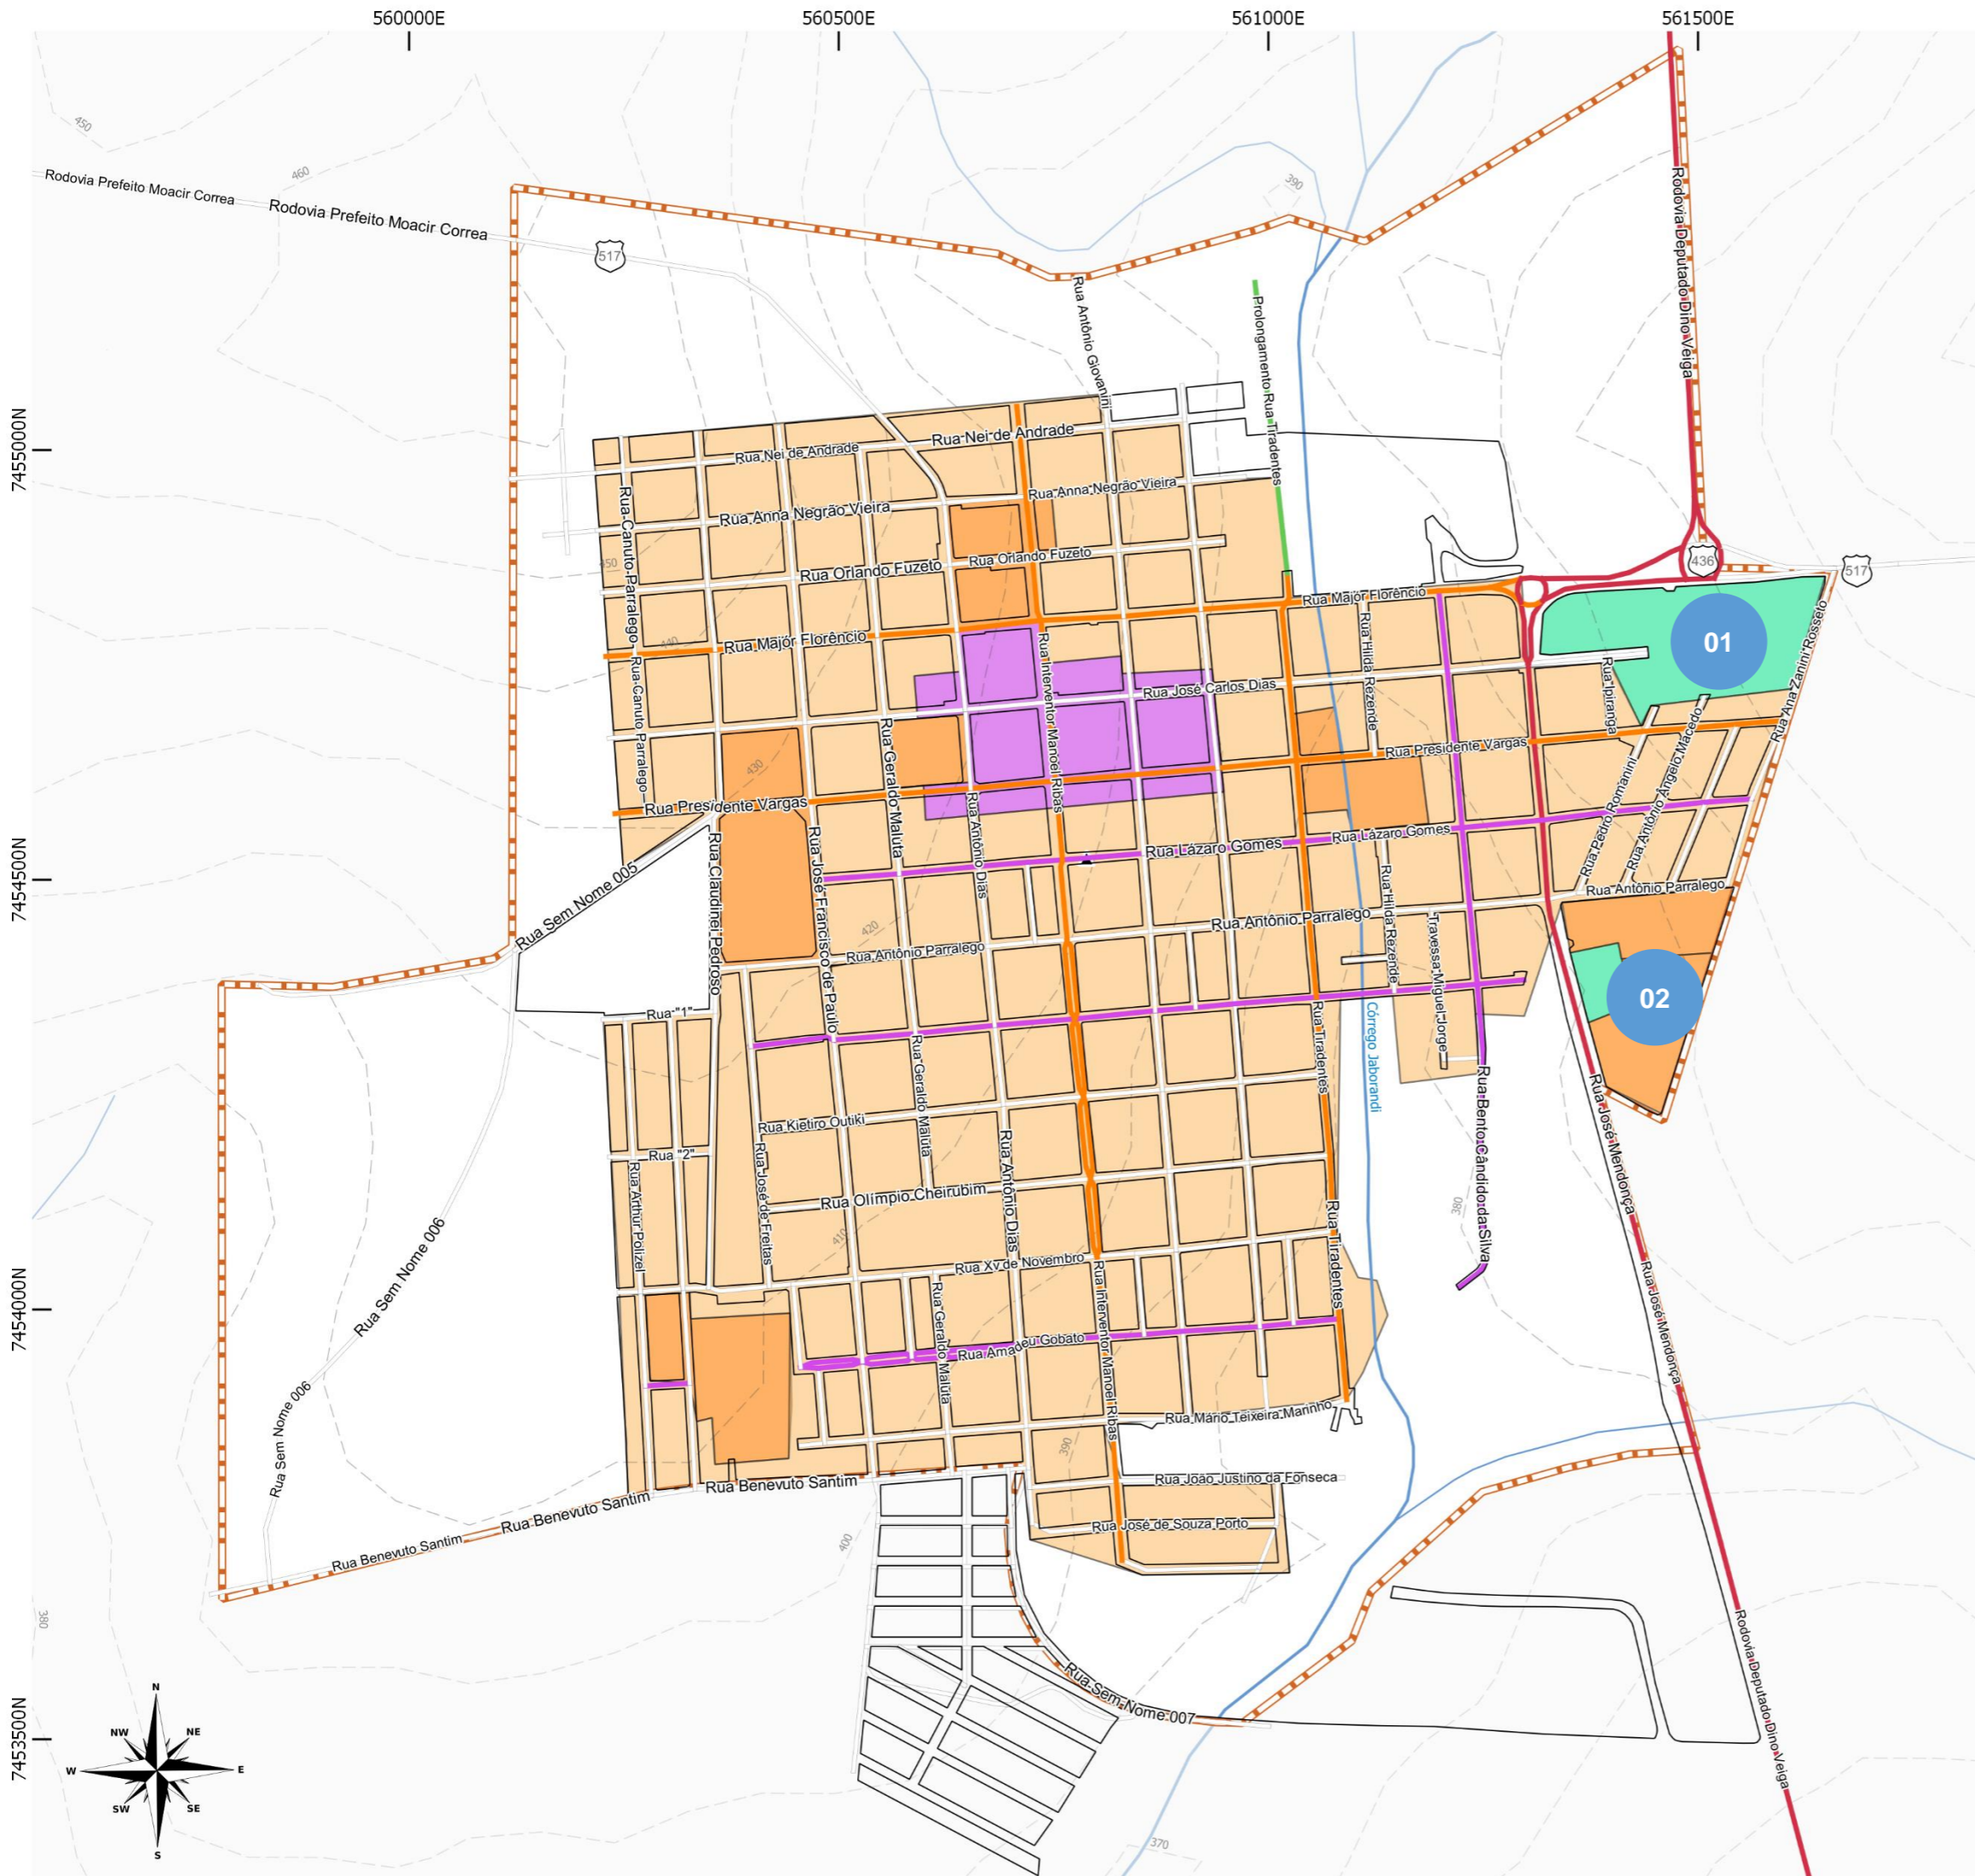 560000E
560500E
561000E
561500E
450
460
390
Rodovia Prefeito Moacir Correa
Rodovia Prefeito Moacir Correa
517
Rodovia Deputado Dino Veiga
Rua Antônio Giovanini
Prolongamento Rua Tiradentes
7455000N
Rua Nei de Andrade
Rua Nei de Andrade
Rua Anna Negrão Vieira
Rua Anna Negrão Vieira
Rua Canuto Parralego
Rua Orlando Fuzeto
Rua Orlando Fuzeto
436
517
450
440
Rua Major Florêncio
Rua Major Florêncio
01
Rua Canuto Parralego
Rua Interventor Manoel Ribas
Rua Hilda Rezende
Rua José Carlos Dias
Rua Ipiranga
Rua Ana Zanini Rosseto
Rua Geraldo Maluta
430
Rua Presidente Vargas
Rua Presidente Vargas
Rua Pedro Romanini
Rua Antônio Ângelo Macedo
Rua Antônio Dias
Rua Lázaro Gomes
Rua Lázaro Gomes
7454500N
Rua Sem Nome 005
Rua Claudinei Pedroso
Rua José Francisco de Paulo
Rua Hilda Rezende
Rua Antônio Parralego
Rua Antônio Parralego
Rua Antônio Parralego
420
Travessa Miguel Jorge
02
Rua "1"
Rua Tiradentes
Córrego Jaborandi
Rua Geraldo Maluta
Rua Kietiro Outiki
Rua "2"
Rua Arthur Polizel
Rua José de Freitas
Rua Antônio Dias
Rua Olímpio Cheirubim
Rua Bento Cândido da Silva
Rua José Mendonça
380
410
Rua Sem Nome 006
Rua Tiradentes
Rua Xv de Novembro
Rua José Mendonça
7454000N
Rua Geraldo Maluta
Rua Interventor Manoel Ribas
Rua Amadeu Gobato
Rua Sem Nome 006
Rua Mário Teixeira Marinho
390
Rua Benevuto Santim
Rua João Justino da Fonseca
Rua Benevuto Santim
Rua José de Souza Porto
Rua Benevuto Santim
400
380
Rua Sem Nome 007
Rodovia Deputado Dino Veiga
7453500N
N
NW
NE
W
E
SW
SE
S
370